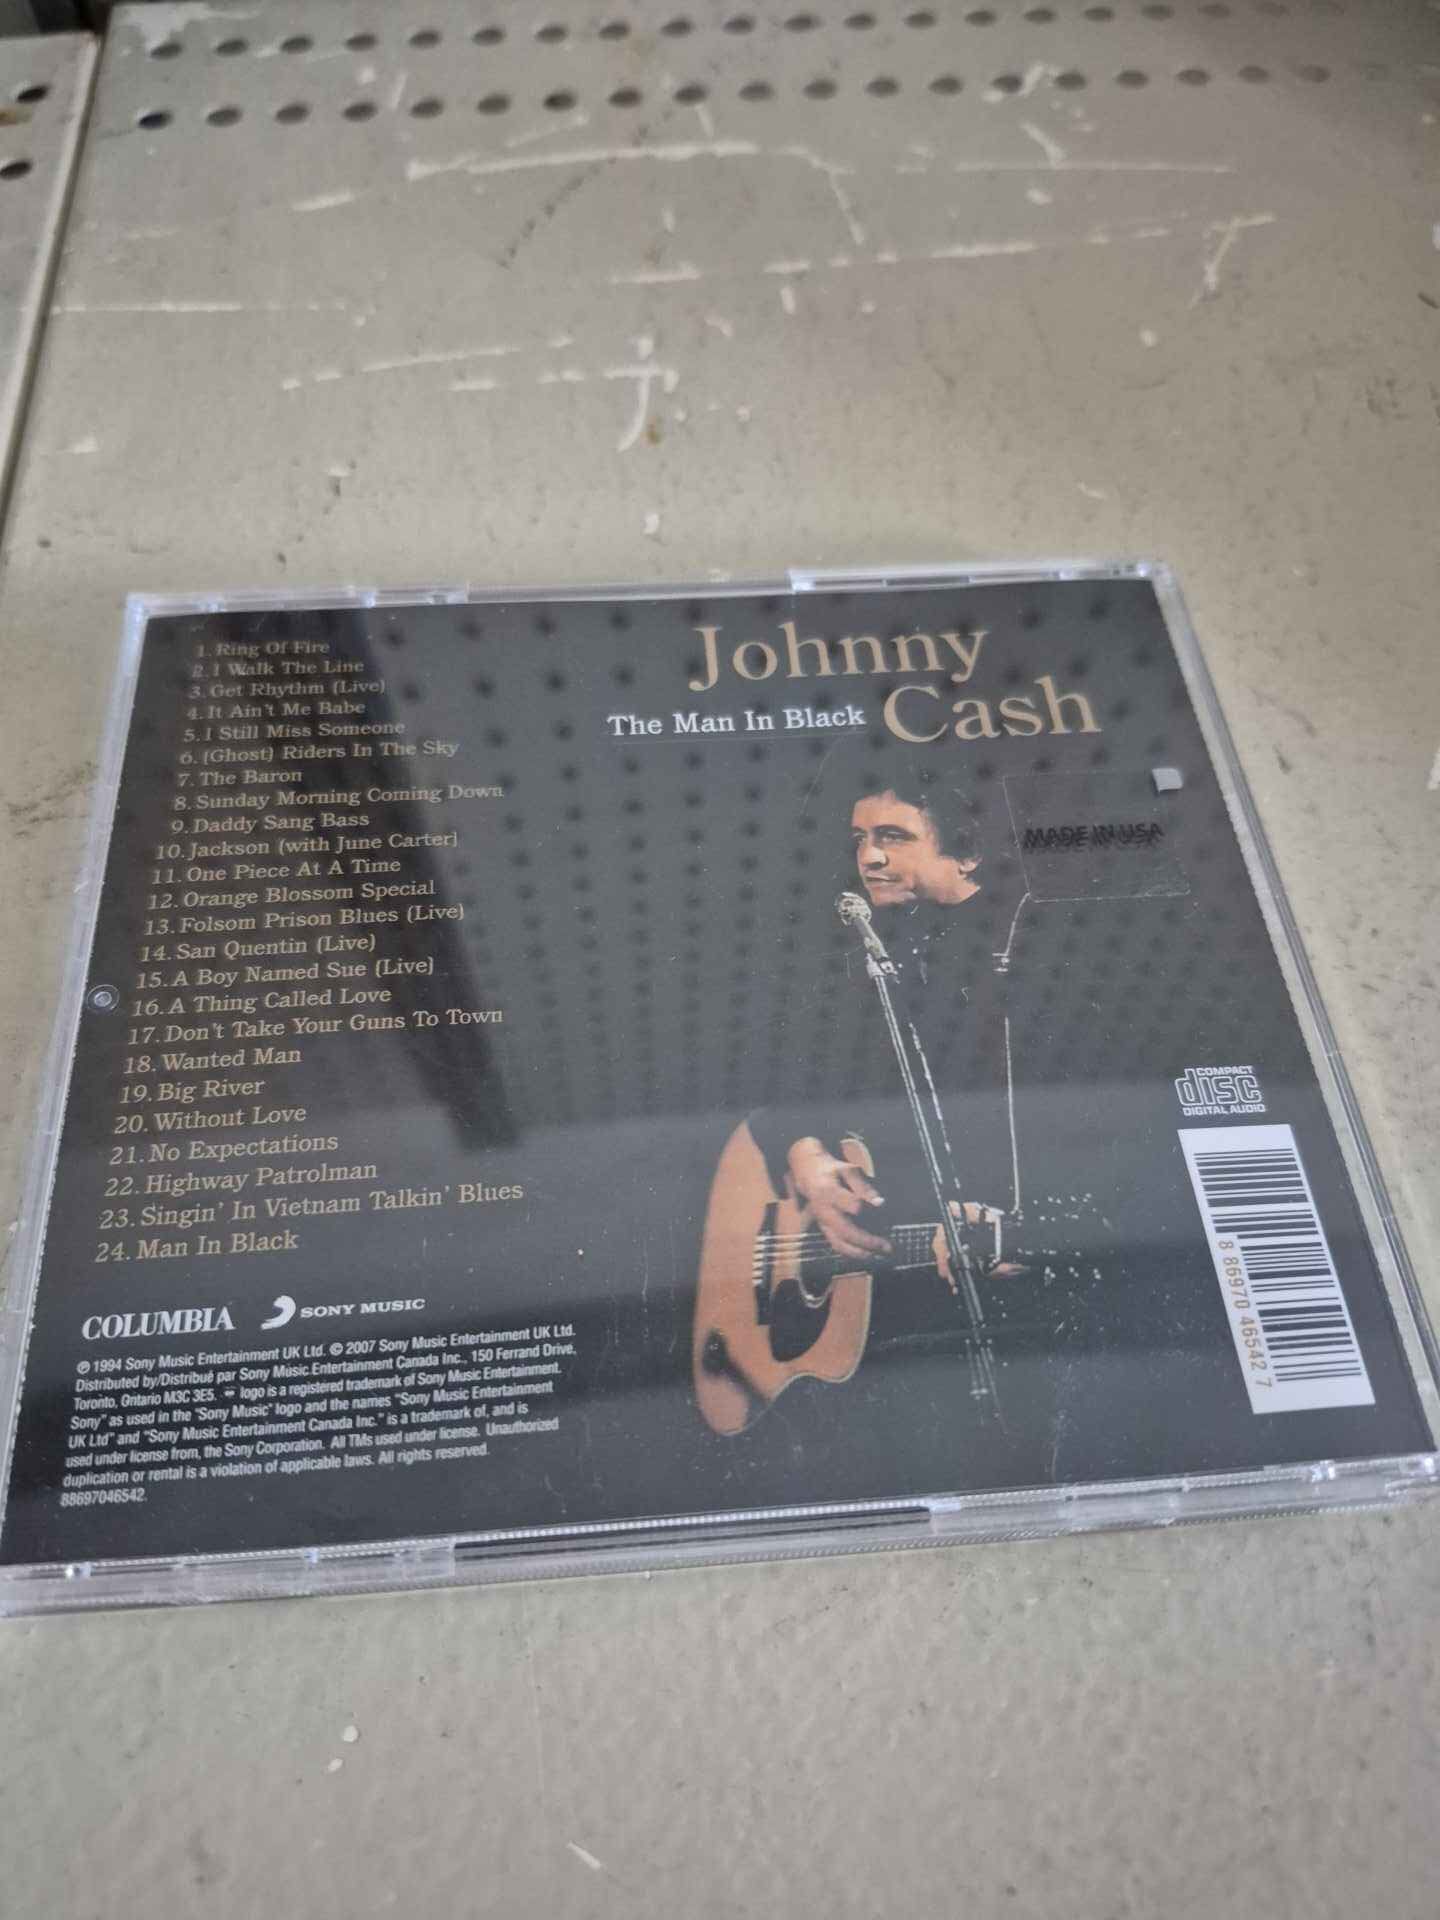 1. Ring Of Fire
2. I Walk The Line
3. Get Rhythm (Live)
4. It Ain't Me Babe
5. I Still Miss Someone
6. (Ghost) Riders In The Sky
7. The Baron
8. Sunday Morning Coming Down
9. Daddy Sang Bass
10. Jackson (with June Carter)
11. One Piece At A Time
12. Orange Blossom Special
13. Folsom Prison Blues (Live)
14. San Quentin (Live)
15. A Boy Named Sue (Live)
16. A Thing Called Love
17. Don't Take Your Guns To Town
18. Wanted Man
19. Big River
20. Without Love
21. No Expectations
22. Highway Patrolman
23. Singin' In Vietnam Talkin' Blues
24. Man In Black
Johnny
Cash
The Man In Black
MADE IN USA
COMPACT
disc
DIGITAL AUDIO
8 86970 46542 7
COLUMBIA
SONY MUSIC
℗ 1994 Sony Music Entertainment UK Ltd. © 2007 Sony Music Entertainment UK Ltd.
Distributed by/Distribué par Sony Music Entertainment Canada Inc., 150 Ferrand Drive,
Toronto, Ontario M3C 3E5. logo is a registered trademark of Sony Music Entertainment.
Sony" as used in the "Sony Music" logo and the names "Sony Music Entertainment
UK Ltd" and "Sony Music Entertainment Canada Inc." is a trademark of, and is
used under license from, the Sony Corporation. All TMs used under license. Unauthorized
duplication or rental is a violation of applicable laws. All rights reserved.
88697046542.